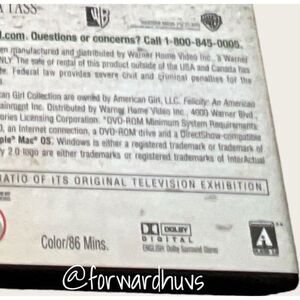 A LASS
WB
l.com. Questions or concerns? Call 1-800-845-0005.
en manufactured and distributed by Warner Home Video Inc., a Warner
ONLY. The sale or rental of this product outside of the USA and Canada has
Federal law provides severe civil and criminal penalties for the
can Girl Collection are owned by American Girl, LLC. Felicity: An American
tainment Inc. Distributed by Warner Home Video Inc., 4000 Warner Blvd.,
ories Licensing Corporation. *DVD-ROM Minimum System Requirements
0, an Internet connection, a DVD-ROM drive and a DirectShow-compatible
ple® Mac® OS. Windows is either a registered trademark or trademark of
y 2.0 logo are either trademarks or registered trademarks of InterActual
RATIO OF ITS ORIGINAL TELEVISION EXHIBITION.
Color/86 Mins.
DOLBY
DIGITAL
ENGLISH: Dolby Surround Stereo
A
@forwardhuvs